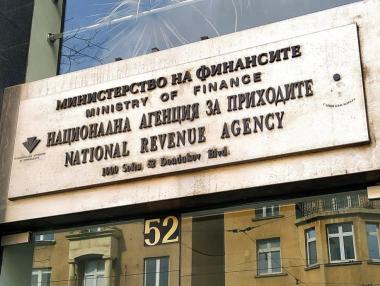 МИНИСТЕРСТВО НА ФИНАНСИТЕ
MINISTRY OF FINANCE
НАЦИОНАЛНА АГЕНЦИЯ ЗА ПРИХОДИТЕ
NATIONAL REVENUE AGENCY
1000 Sofia 52 Dondukov Blvd.
52